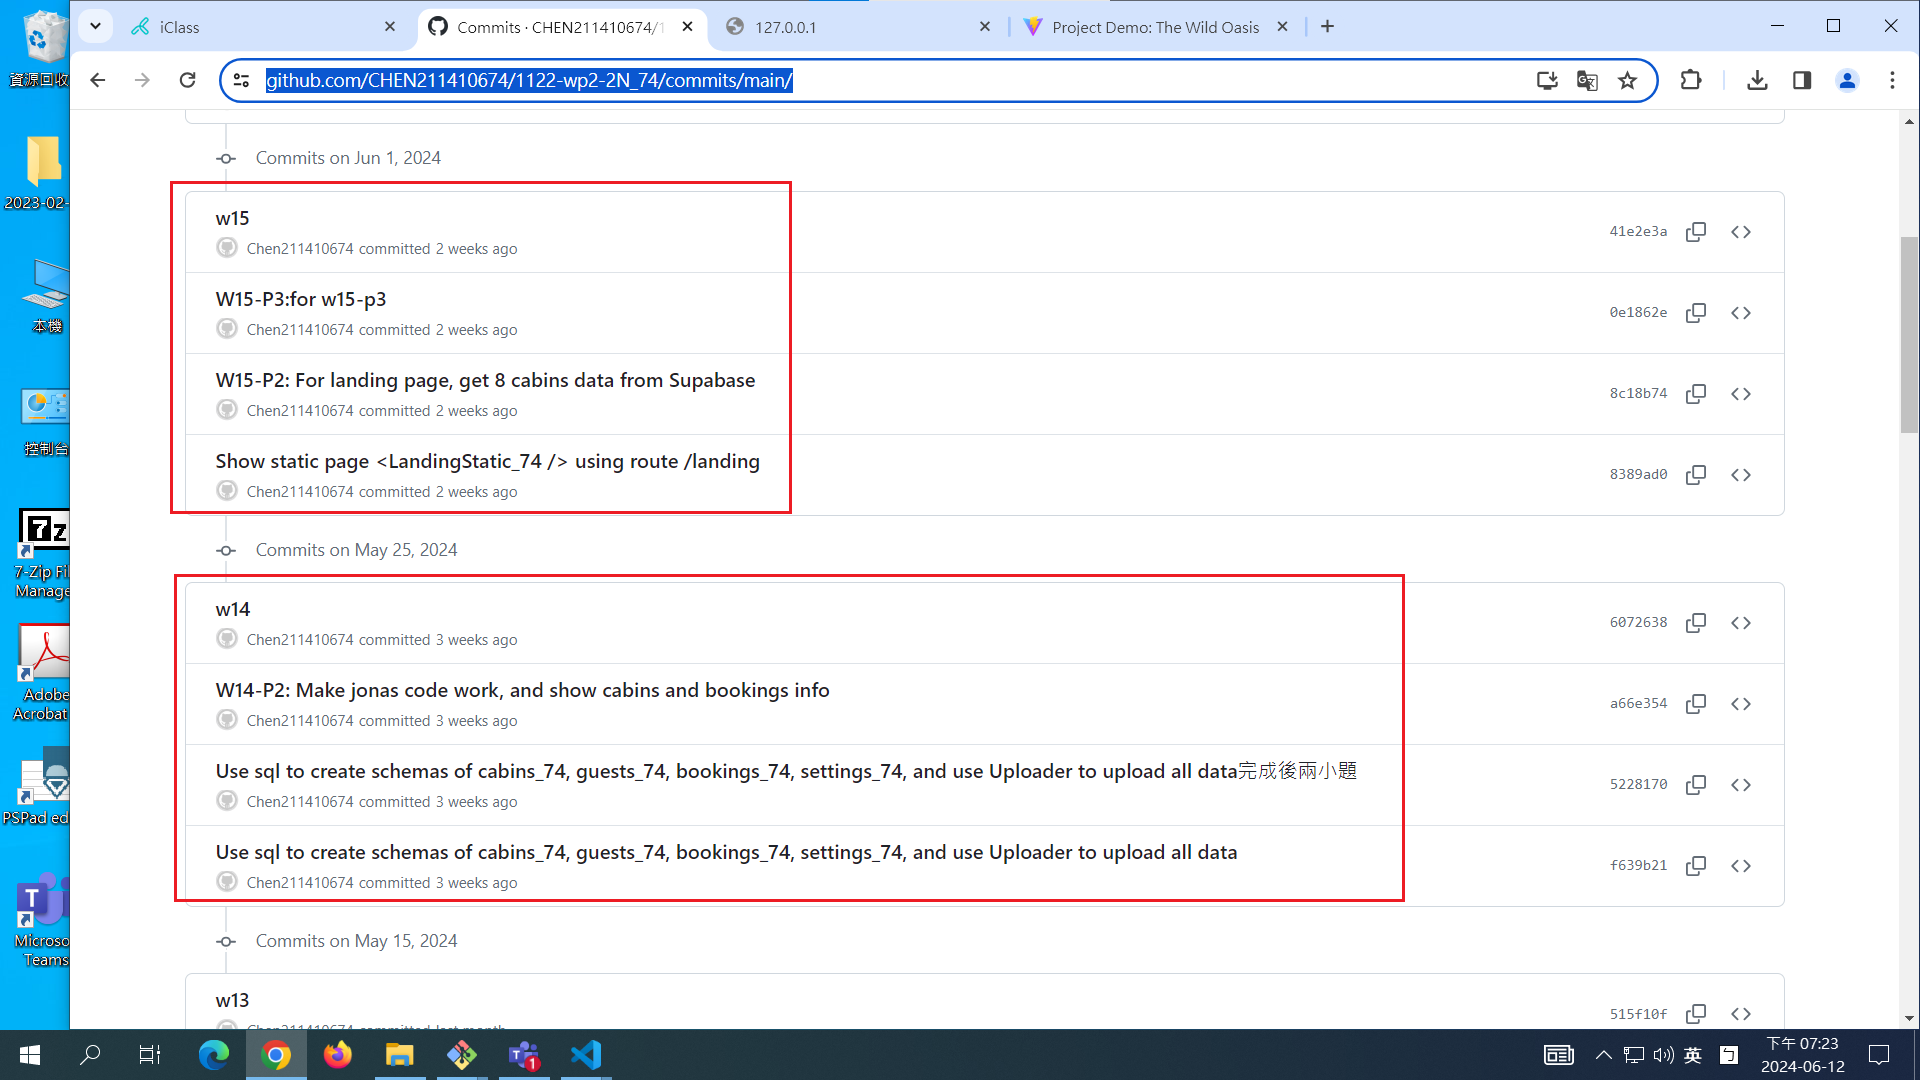 iClass
Commits · CHEN211410674/1
127.0.0.1
Project Demo: The Wild Oasis
github.com/CHEN211410674/1122-wp2-2N_74/commits/main/
資源回收
2023-02-
本機
控制台
7-Zip Fi
Manage
Adobe
Acrobat
PSPad ed
Microso
Teams
Commits on Jun 1, 2024
w15
Chen211410674 committed 2 weeks ago
41e2e3a
W15-P3:for w15-p3
Chen211410674 committed 2 weeks ago
0e1862e
W15-P2: For landing page, get 8 cabins data from Supabase
Chen211410674 committed 2 weeks ago
8c18b74
Show static page <LandingStatic_74 /> using route /landing
Chen211410674 committed 2 weeks ago
8389ad0
Commits on May 25, 2024
w14
Chen211410674 committed 3 weeks ago
6072638
W14-P2: Make jonas code work, and show cabins and bookings info
Chen211410674 committed 3 weeks ago
a66e354
Use sql to create schemas of cabins_74, guests_74, bookings_74, settings_74, and use Uploader to upload all data完成後兩小題
Chen211410674 committed 3 weeks ago
5228170
Use sql to create schemas of cabins_74, guests_74, bookings_74, settings_74, and use Uploader to upload all data
Chen211410674 committed 3 weeks ago
f639b21
Commits on May 15, 2024
w13
Chen211410674 committed last month
515f10f
英
ㄅ
下午 07:23
2024-06-12